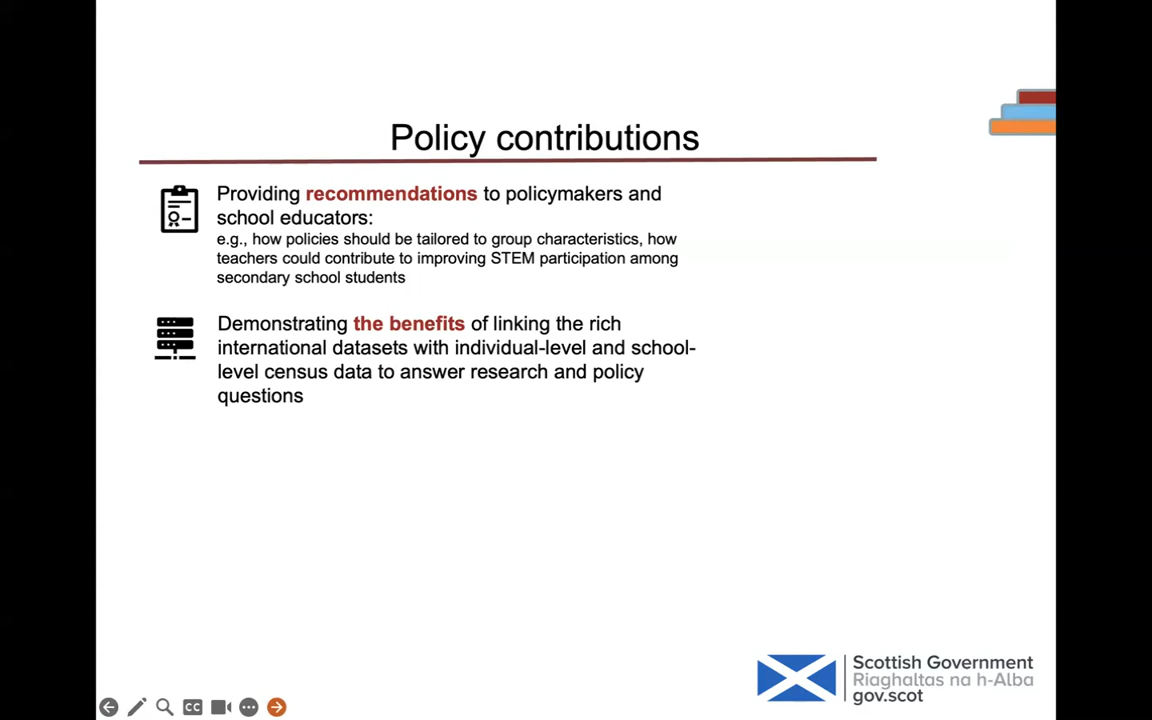 Policy contributions
Providing recommendations to policymakers and
school educators:
e.g., how policies should be tailored to group characteristics, how
teachers could contribute to improving STEM participation among
secondary school students
Demonstrating the benefits of linking the rich
international datasets with individual-level and school-
level census data to answer research and policy
questions
Scottish Government
Riaghaltas na h-Alba
gov.scot
CC